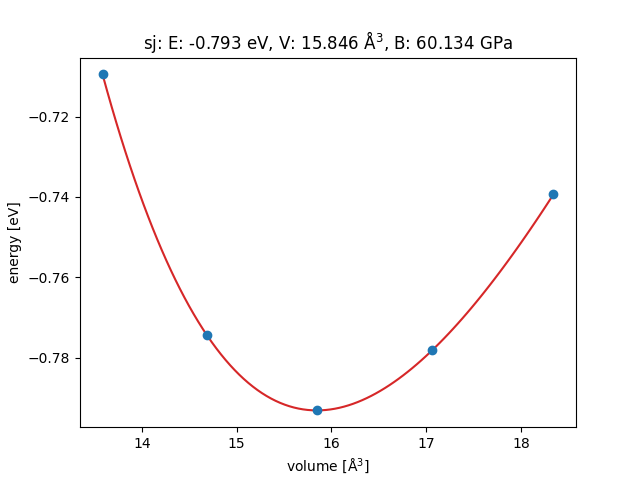 sj: E: -0.793 eV, V: 15.846 Å³, B: 60.134 GPa
energy [eV]
−0.72
−0.74
−0.76
−0.78
14 15 16 17 18
volume [Å³]